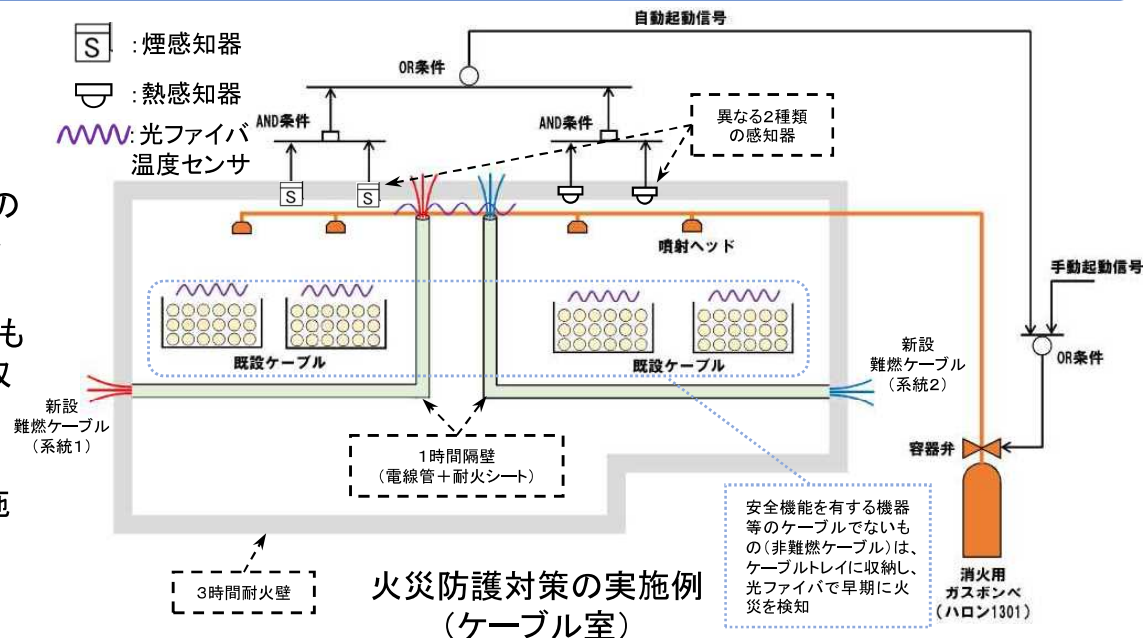 自動起動信号
S :煙感知器
:熱感知器
:光ファイバ
温度センサ
OR条件
AND条件
AND条件
異なる2種類
の感知器
S
S
の
噴射ヘッド
手動起動信号
も
既設ケーブル
既設ケーブル
OR条件
新設
難燃ケーブル
(系統2)
新設
難燃ケーブル
(系統1)
1時間隔壁
(電線管+耐火シート)
容器弁
安全機能を有する機器
等のケーブルでないも
の(非難燃ケーブル)は、
ケーブルトレイに収納し、
光ファイバで早期に火
災を検知
3時間耐火壁
火災防護対策の実施例
(ケーブル室)
消火用
ガスボンベ
(ハロン1301)